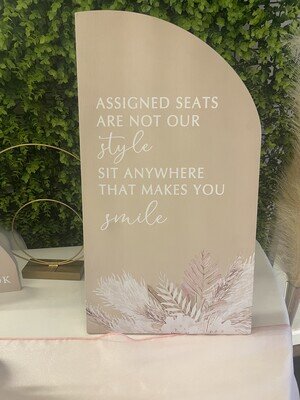 ASSIGNED SEATS
ARE NOT OUR
style
SIT ANYWHERE
THAT MAKES YOU
smile